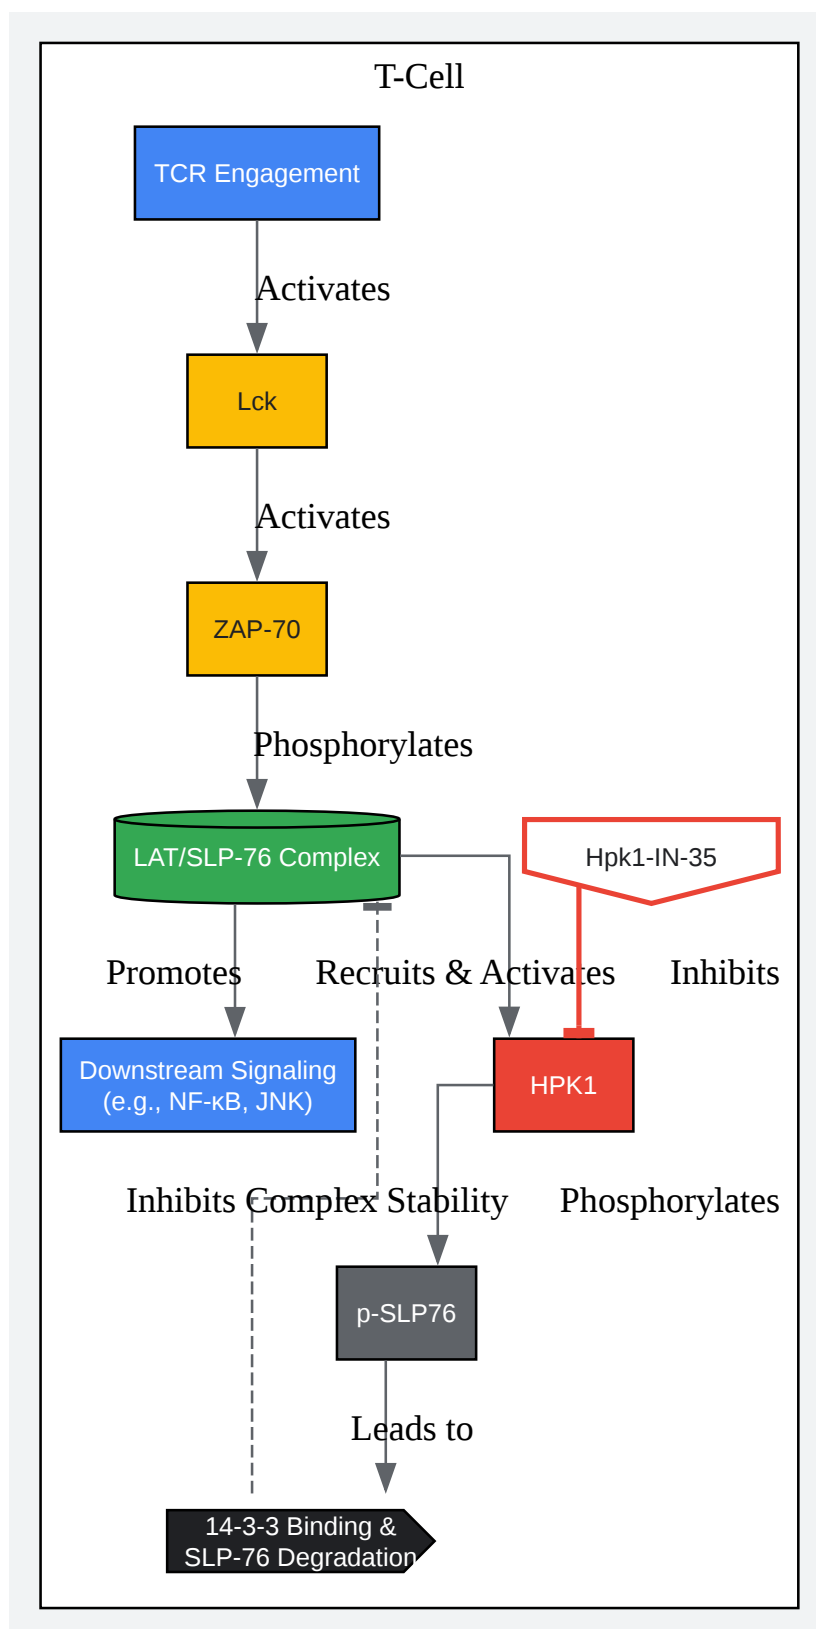 T-Cell
TCR Engagement
Activates
Lck
Activates
ZAP-70
Phosphorylates
LAT/SLP-76 Complex
Hpk1-IN-35
Promotes
Recruits & Activates
Inhibits
Downstream Signaling
(e.g., NF-κB, JNK)
HPK1
Inhibits Complex Stability
Phosphorylates
p-SLP76
Leads to
14-3-3 Binding &
SLP-76 Degradation